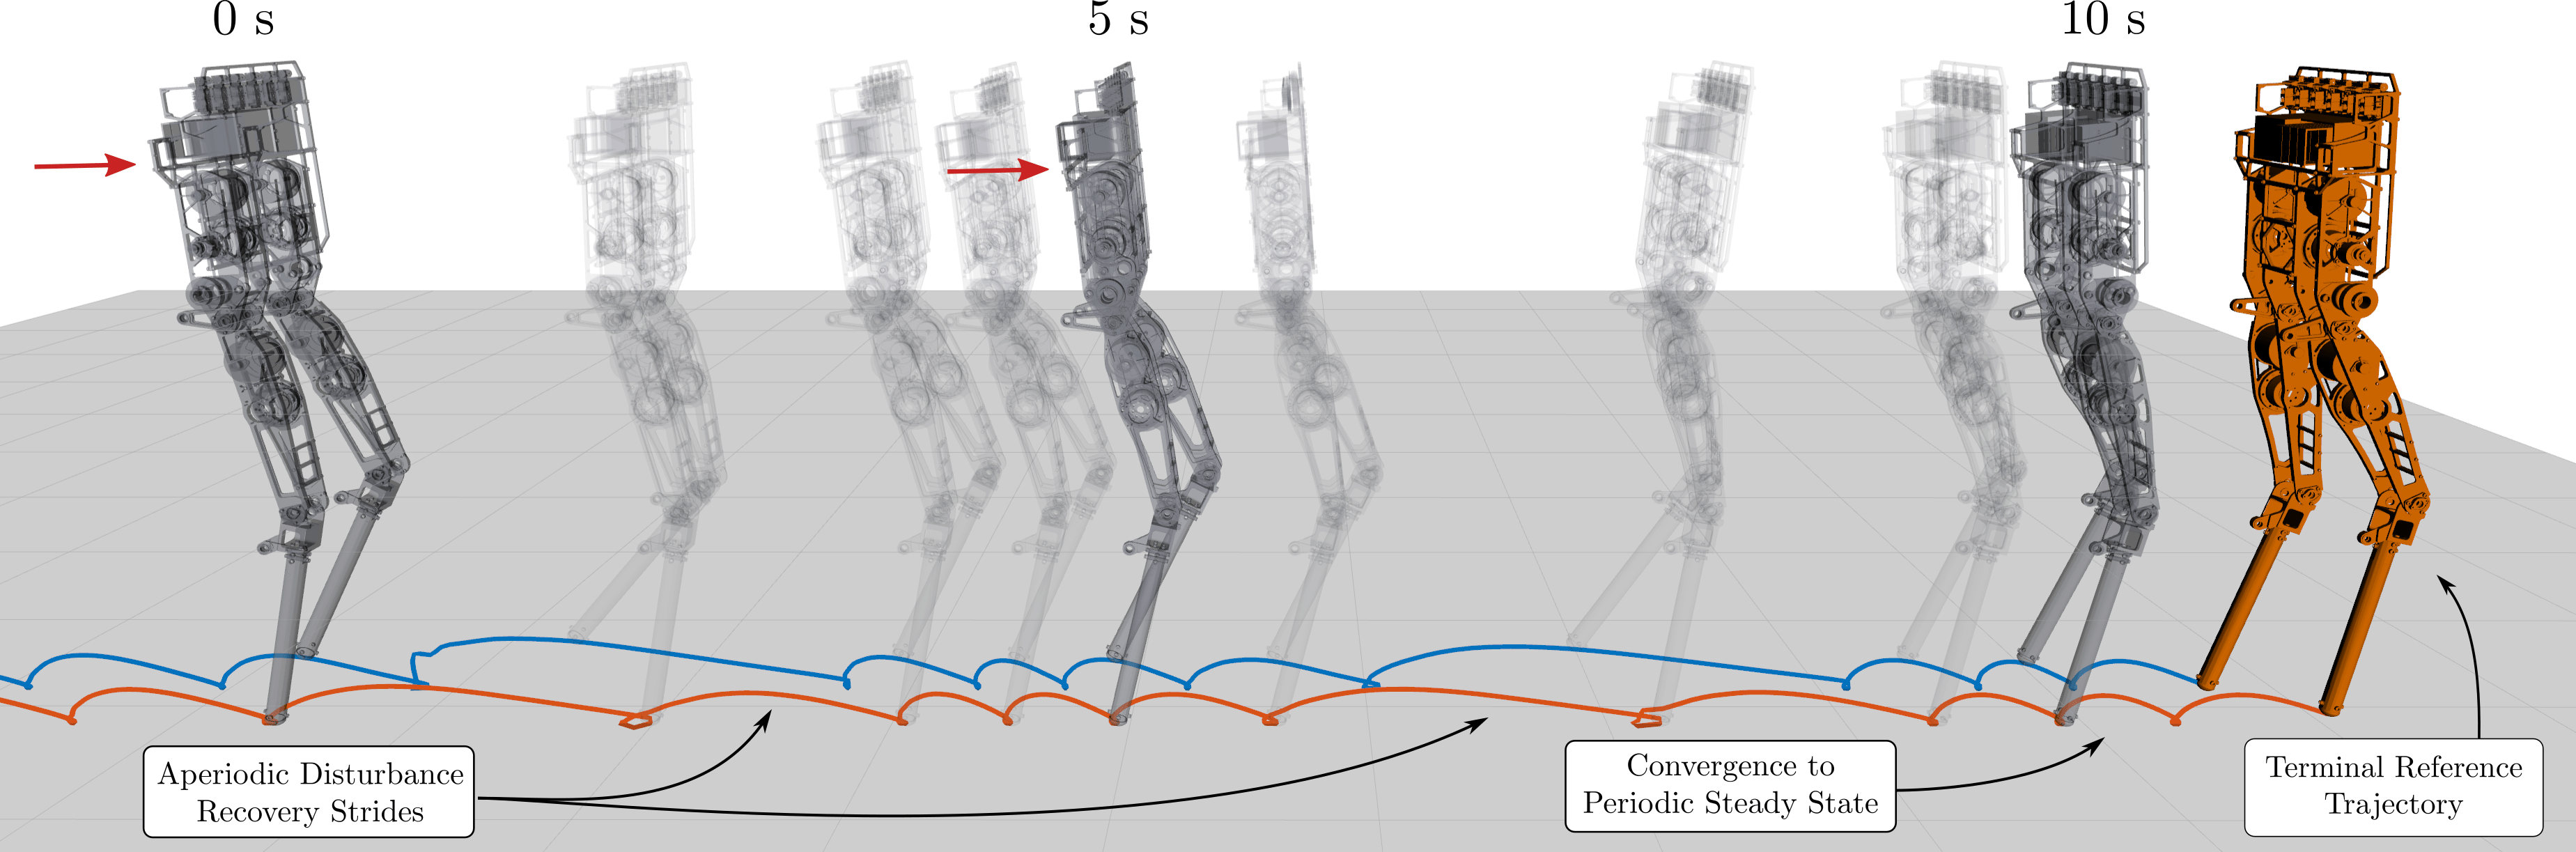 0 s
5 s
10 s
Aperiodic Disturbance
Recovery Strides
Convergence to
Periodic Steady State
Terminal Reference
Trajectory